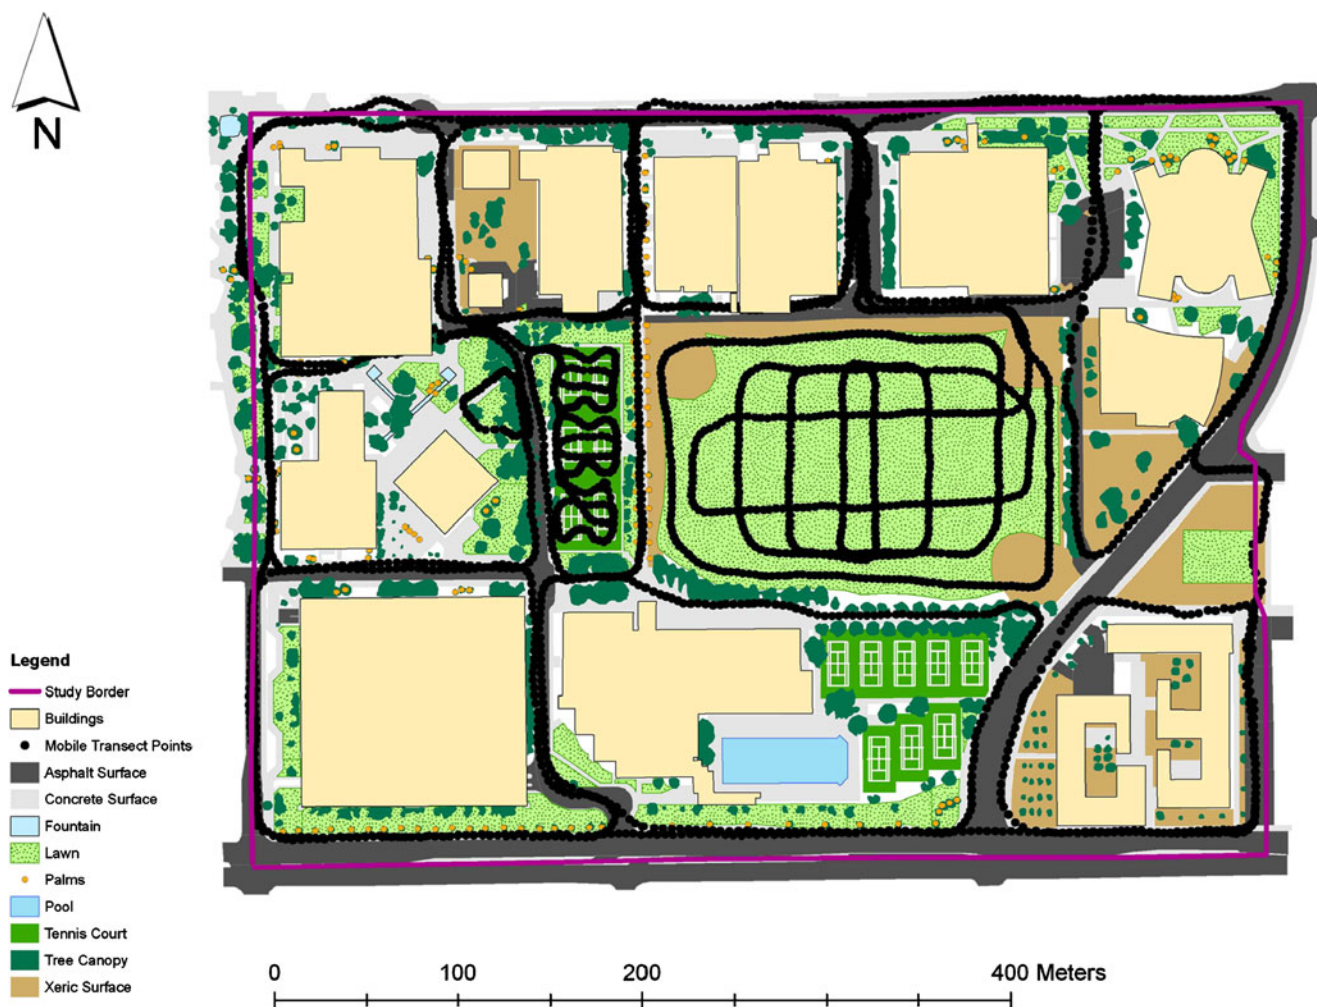 N
Legend
Study Border
Buildings
Mobile Transect Points
Asphalt Surface
Concrete Surface
Fountain
Lawn
Palms
Pool
Tennis Court
Tree Canopy
Xeric Surface
0 100 200 400 Meters